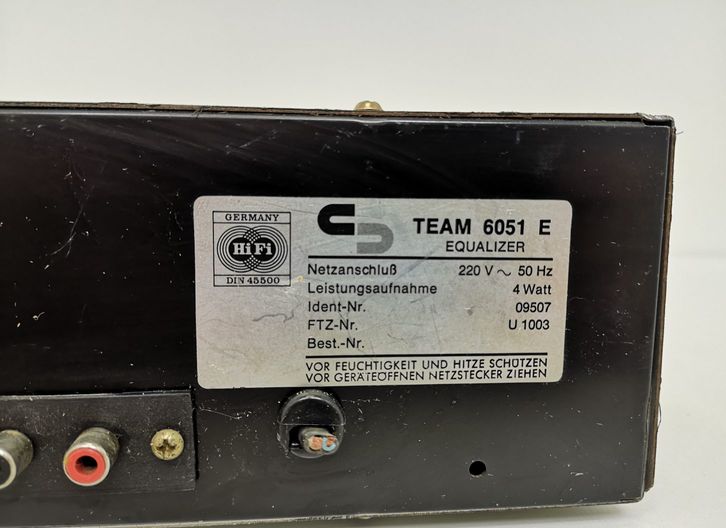 GERMANY
HiFi
DIN 45500
TEAM 6051 E
EQUALIZER
Netzanschluß 220 V ~ 50 Hz
Leistungsaufnahme 4 Watt
Ident-Nr. 09507
FTZ-Nr. U 1003
Best.-Nr.
VOR FEUCHTIGKEIT UND HITZE SCHÜTZEN
VOR GERÄTEÖFFNEN NETZSTECKER ZIEHEN